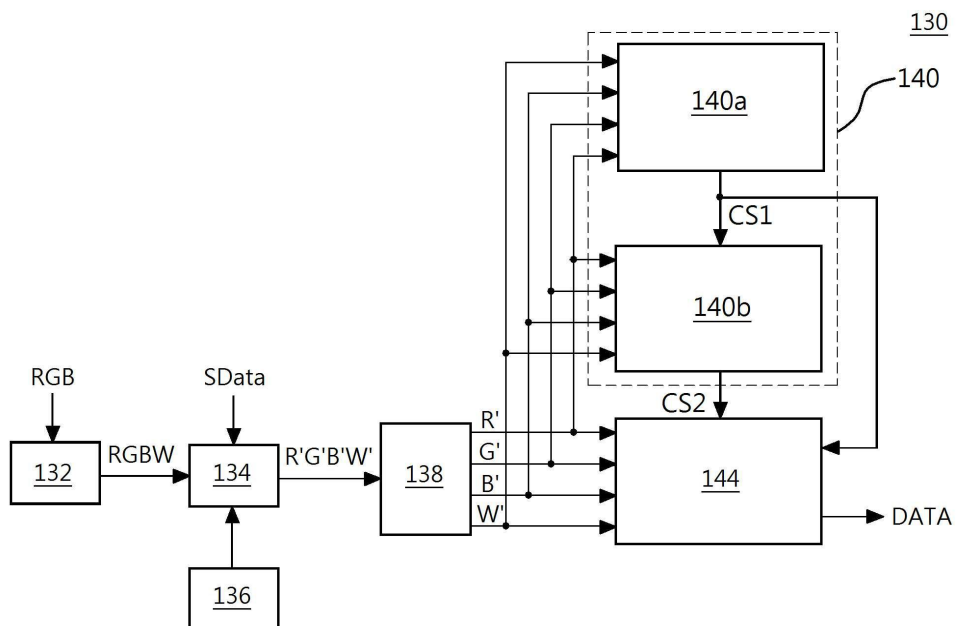 130
140a
140
CS1
140b
RGB
SData
CS2
R'
132
RGBW
134
R'G'B'W'
138
G'
B'
W'
144
DATA
136